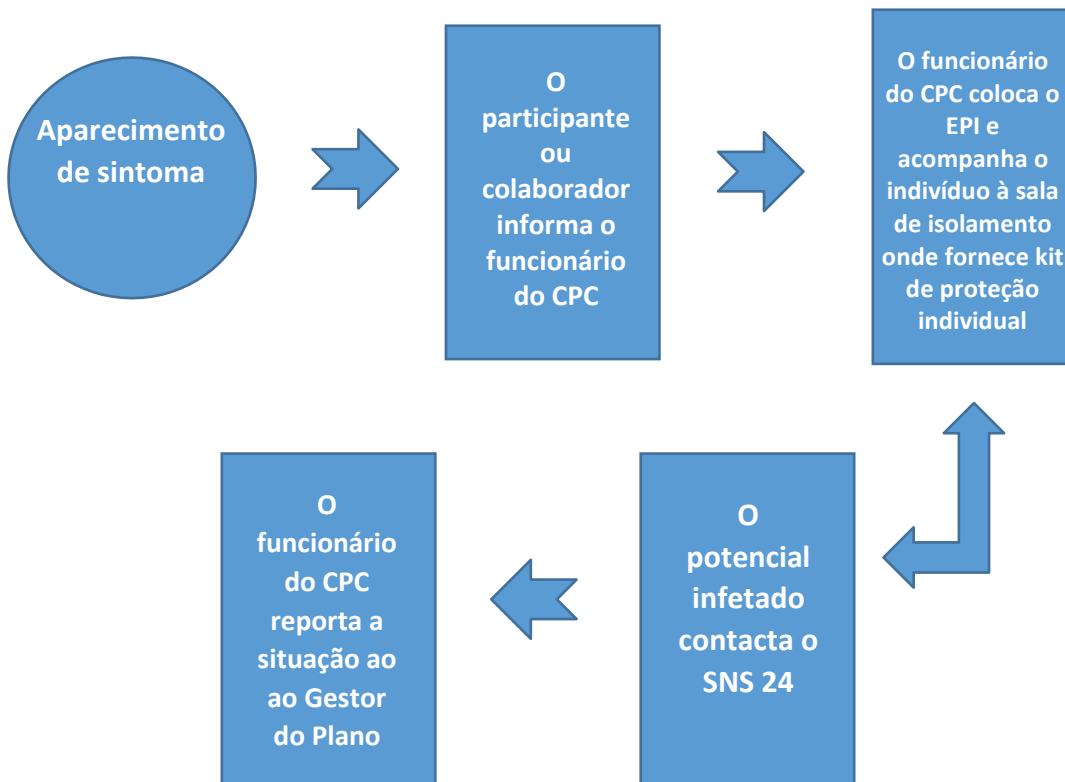 Aparecimento
de sintoma
O
participante
ou
colaborador
informa o
funcionário
do CPC
O funcionário
do CPC coloca o
EPI e
acompanha o
indivíduo à sala
de isolamento
onde fornece kit
de proteção
individual
O
potencial
infetado
contacta o
SNS 24
O
funcionário
do CPC
reporta a
situação ao
ao Gestor
do Plano